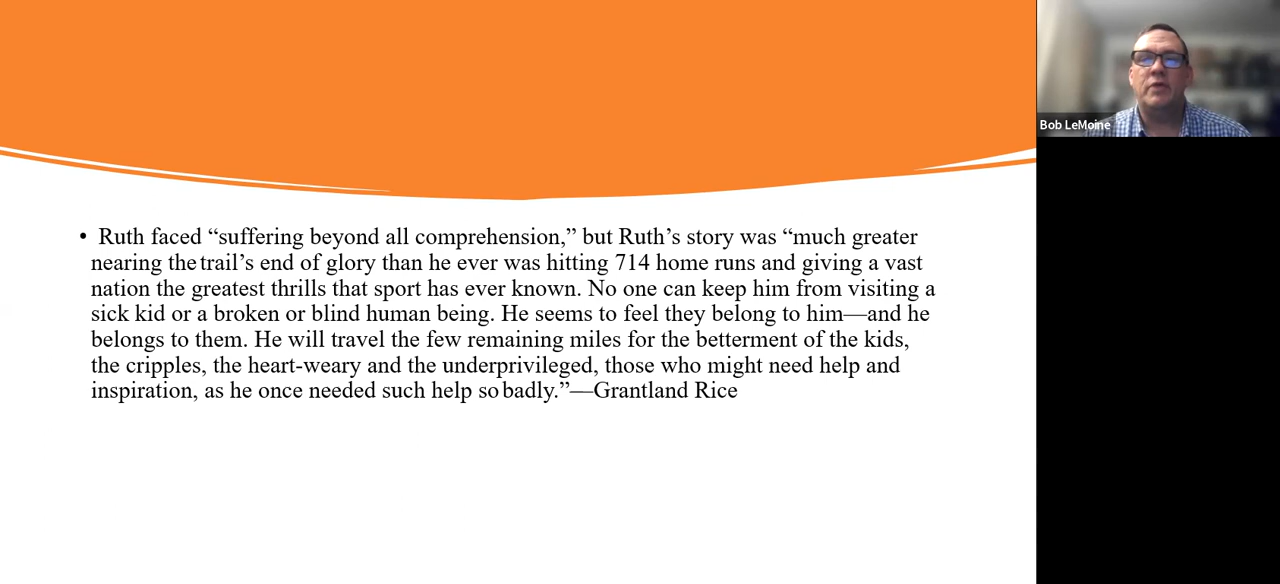 • Ruth faced “suffering beyond all comprehension,” but Ruth’s story was “much greater
nearing the trail’s end of glory than he ever was hitting 714 home runs and giving a vast
nation the greatest thrills that sport has ever known. No one can keep him from visiting a
sick kid or a broken or blind human being. He seems to feel they belong to him—and he
belongs to them. He will travel the few remaining miles for the betterment of the kids,
the cripples, the heart-weary and the underprivileged, those who might need help and
inspiration, as he once needed such help so badly.”—Grantland Rice
Bob LeMoine